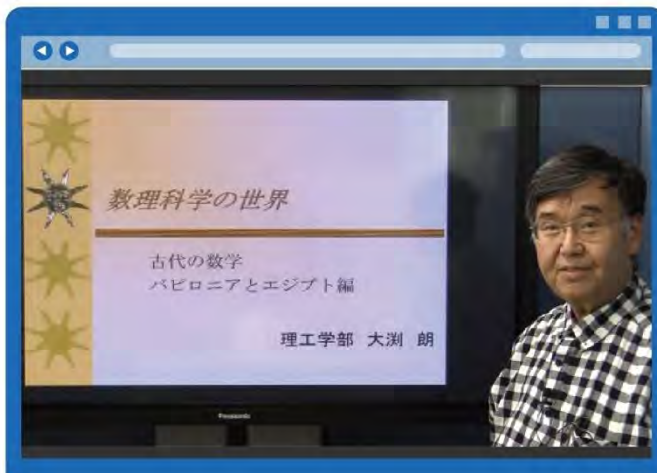 数理科学の世界
古代の数学
バビロニアとエジプト編
理工学部 大渕 朗
Panasonic